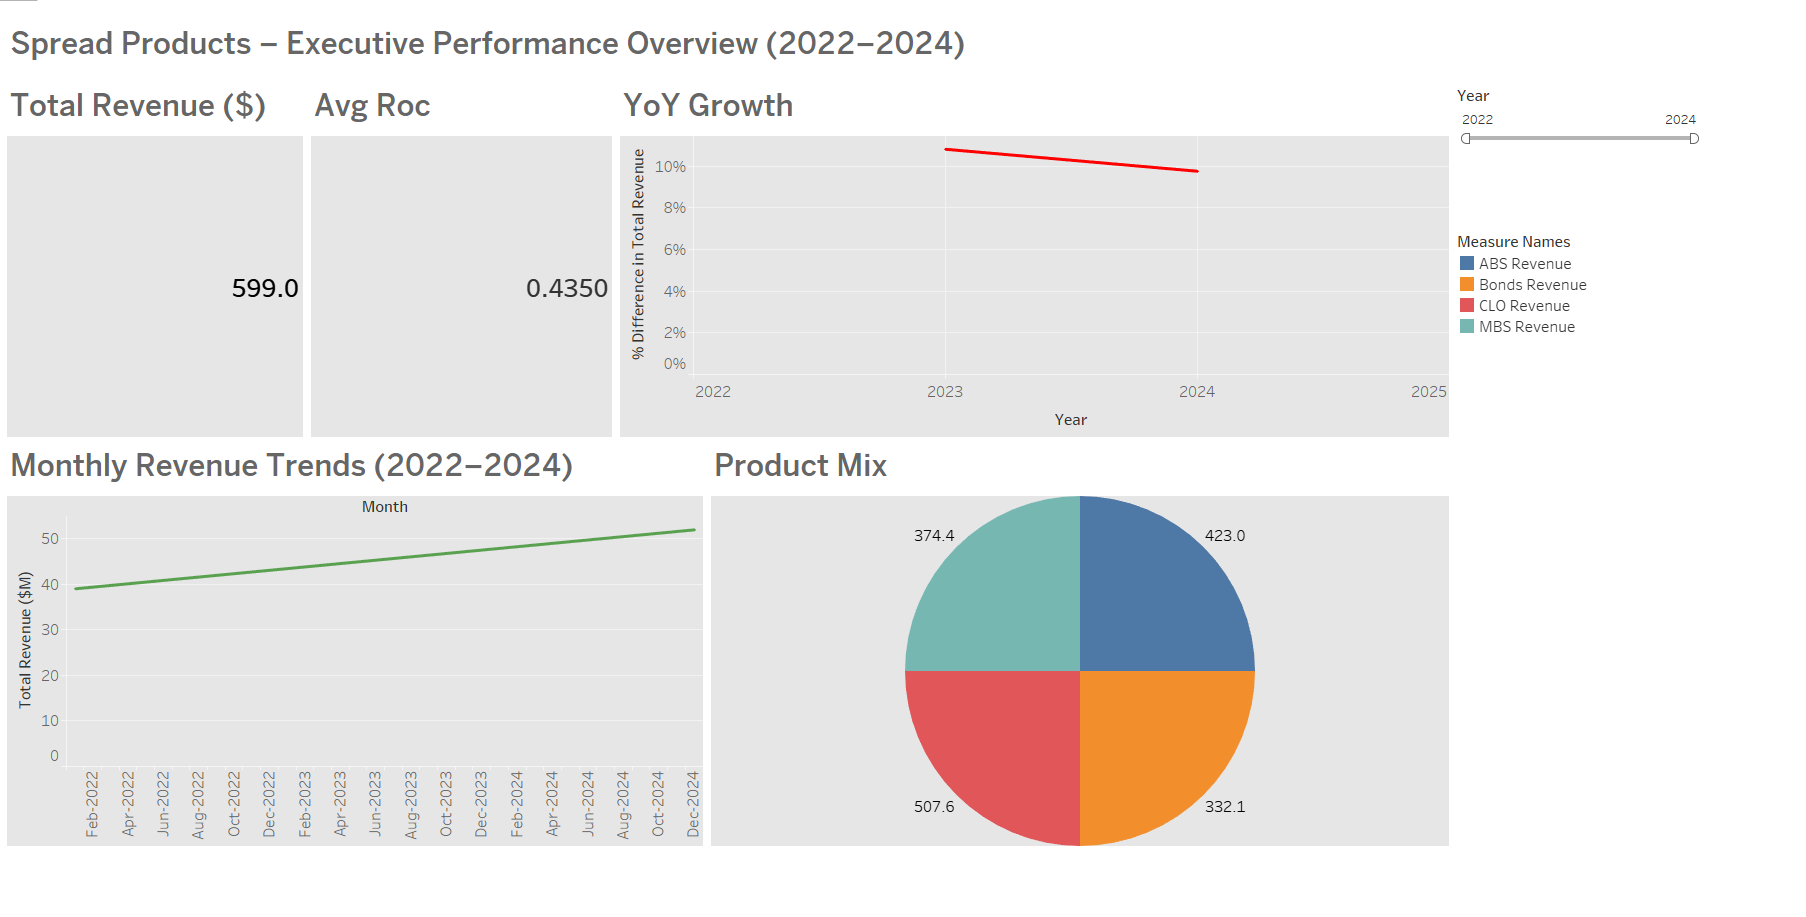 Spread Products – Executive Performance Overview (2022–2024)
Total Revenue ($)
599.0
Avg Roc
0.4350
YoY Growth
% Difference in Total Revenue
10%
8%
6%
4%
2%
0%
2022
2023
2024
2025
Year
Year
2022
2024
Measure Names
ABS Revenue
Bonds Revenue
CLO Revenue
MBS Revenue
Monthly Revenue Trends (2022–2024)
Month
Total Revenue ($M)
50
40
30
20
10
0
Feb-2022
Apr-2022
Jun-2022
Aug-2022
Oct-2022
Dec-2022
Feb-2023
Apr-2023
Jun-2023
Aug-2023
Oct-2023
Dec-2023
Feb-2024
Apr-2024
Jun-2024
Aug-2024
Oct-2024
Dec-2024
Product Mix
374.4
423.0
507.6
332.1